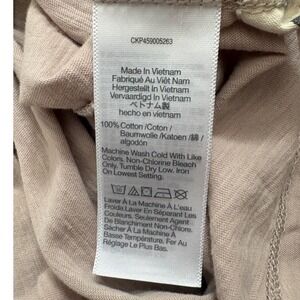 CKP459005263
Made In Vietnam
Fabriqué Au Viêt Nam
Hergestellt In Vietnam
Vervaardigd In Vietnam
ベトナム製
hecho en vietnam
100% Cotton /Coton /
Baumwolle /Katoen /綿 /
algodón
Machine Wash Cold With Like
Colors. Non-Chlorine Bleach
Only. Tumble Dry Low. Iron
On Lowest Setting.
Laver À La Machine À L'eau
Froida Laver En Séparant Les
Couleurs. Seulement Agent
De Blanchiment Non-Chloros.
Sácher À La Machine À
Basse Température, Fer Au
Réglage Le Plus Bas.